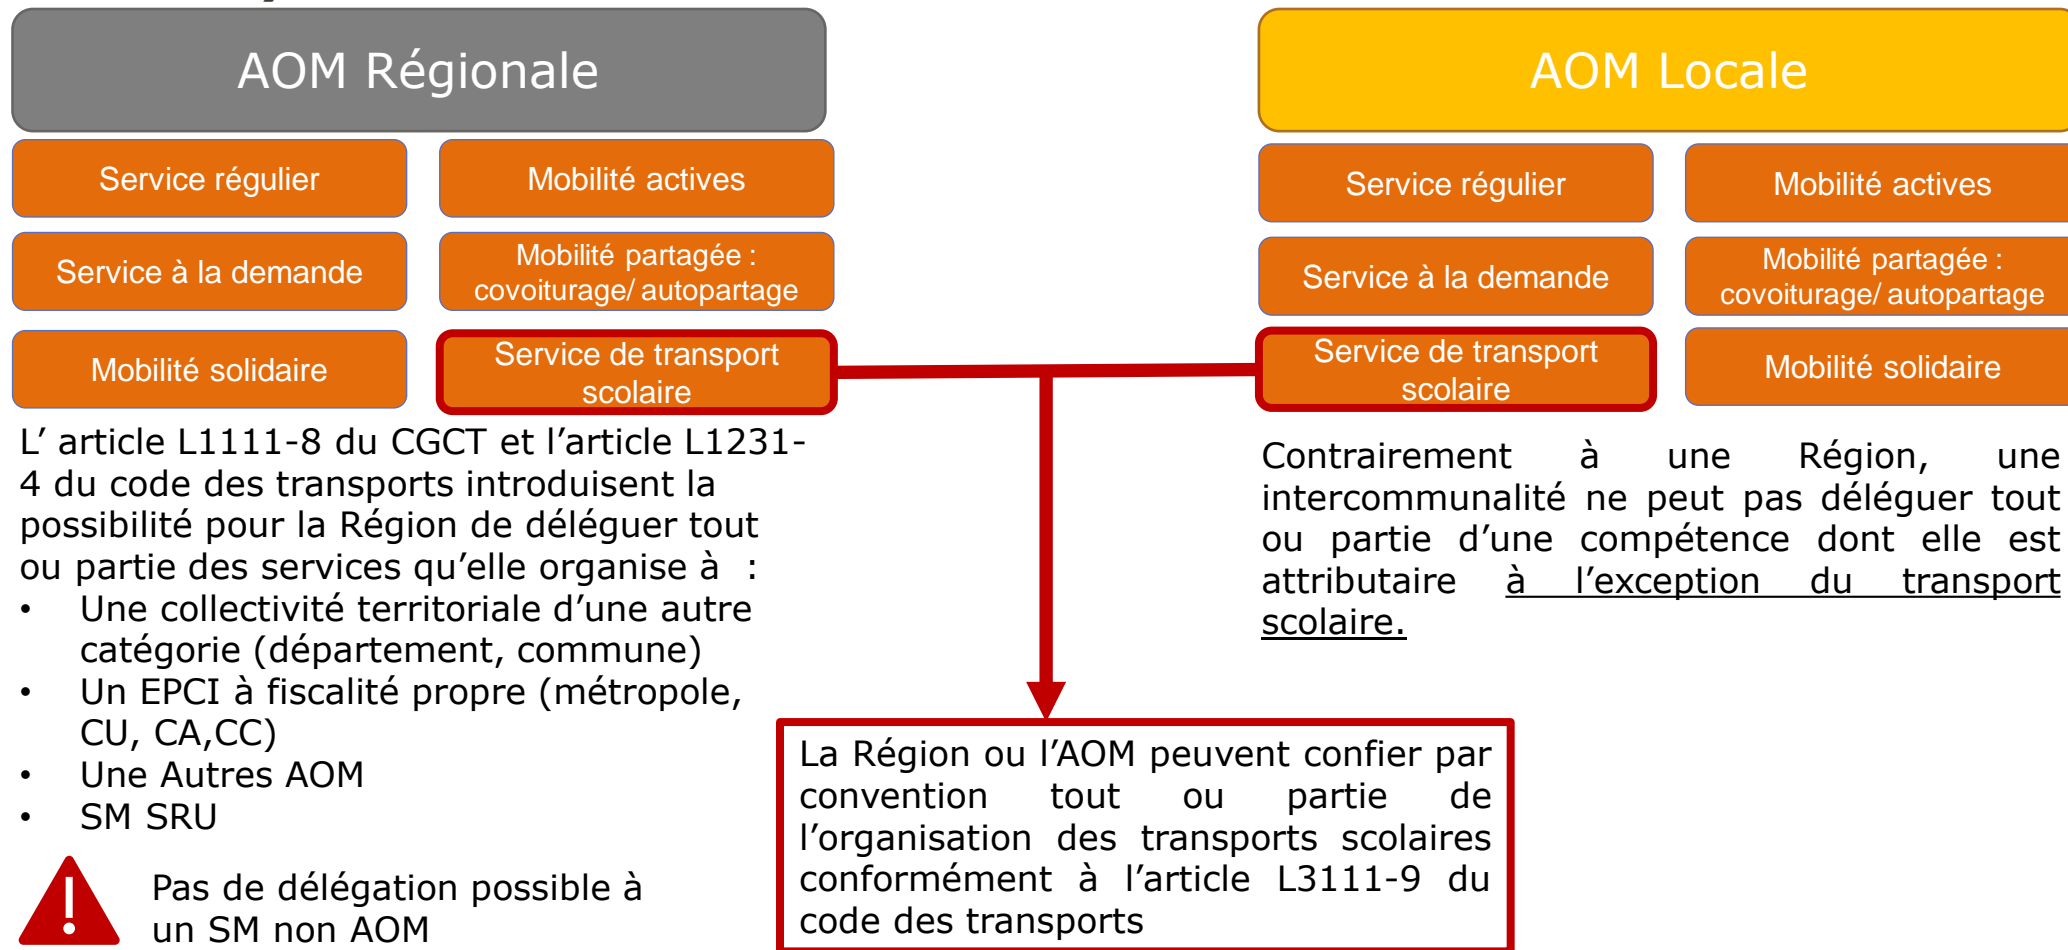 AOM Régionale
Service régulier
Mobilité actives
Service à la demande
Mobilité partagée :
covoiturage/ autopartage
Mobilité solidaire
Service de transport
scolaire
L’ article L1111-8 du CGCT et l’article L1231-
4 du code des transports introduisent la
possibilité pour la Région de déléguer tout
ou partie des services qu’elle organise à :
• Une collectivité territoriale d’une autre
catégorie (département, commune)
• Un EPCI à fiscalité propre (métropole,
CU, CA,CC)
• Une Autres AOM
• SM SRU
Pas de délégation possible à
un SM non AOM
AOM Locale
Service régulier
Mobilité actives
Service à la demande
Mobilité partagée :
covoiturage/ autopartage
Service de transport
scolaire
Mobilité solidaire
Contrairement à une Région, une
intercommunalité ne peut pas déléguer tout
ou partie d’une compétence dont elle est
attributaire à l’exception du transport
scolaire.
La Région ou l’AOM peuvent confier par
convention tout ou partie de
l’organisation des transports scolaires
conformément à l’article L3111-9 du
code des transports